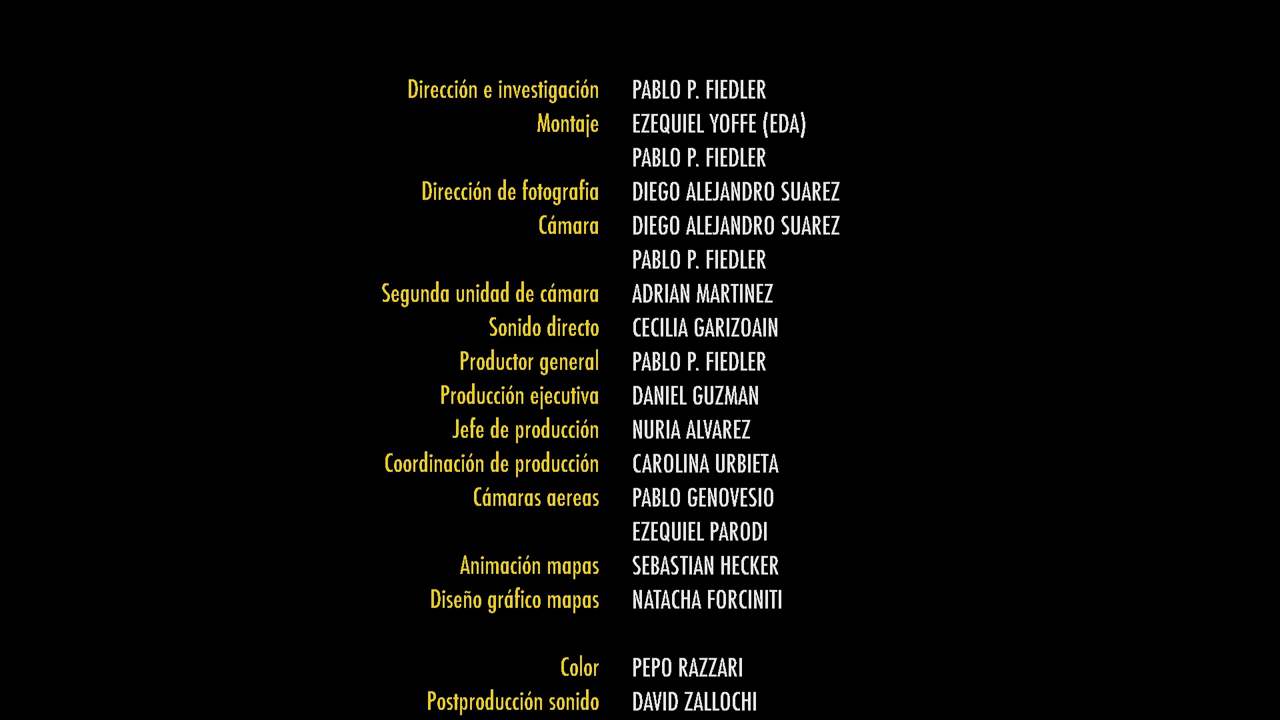 Dirección e investigación PABLO P. FIEDLER
Montaje EZEQUIEL YOFFE (EDA)
PABLO P. FIEDLER
Dirección de fotografia DIEGO ALEJANDRO SUAREZ
Cámara DIEGO ALEJANDRO SUAREZ
PABLO P. FIEDLER
Segunda unidad de cámara ADRIAN MARTINEZ
Sonido directo CECILIA GARIZOAIN
Productor general PABLO P. FIEDLER
Producción ejecutiva DANIEL GUZMAN
Jefe de producción NURIA ALVAREZ
Coordinación de producción CAROLINA URBIETA
Cámaras aereas PABLO GENOVESIO
EZEQUIEL PARODI
Animación mapas SEBASTIAN HECKER
Diseño gráfico mapas NATACHA FORCINITI
Color PEPO RAZZARI
Postproducción sonido DAVID ZALLOCHI